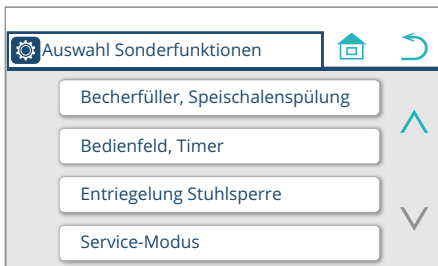 Auswahl Sonderfunktionen
Becherfüller, Speischalenspülung
Bedienfeld, Timer
Entriegelung Stuhlsperre
Service-Modus